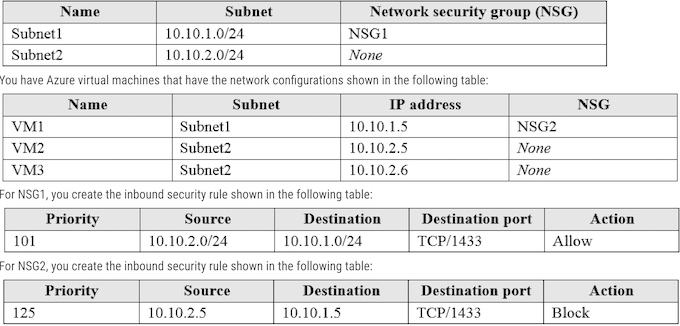 Name Subnet Network security group (NSG)
Subnet1 10.10.1.0/24 NSG1
Subnet2 10.10.2.0/24 None
You have Azure virtual machines that have the network configurations shown in the following table:
Name Subnet IP address NSG
VM1 Subnet1 10.10.1.5 NSG2
VM2 Subnet2 10.10.2.5 None
VM3 Subnet2 10.10.2.6 None
For NSG1, you create the inbound security rule shown in the following table:
Priority Source Destination Destination port Action
101 10.10.2.0/24 10.10.1.0/24 TCP/1433 Allow
For NSG2, you create the inbound security rule shown in the following table:
Priority Source Destination Destination port Action
125 10.10.2.5 10.10.1.5 TCP/1433 Block